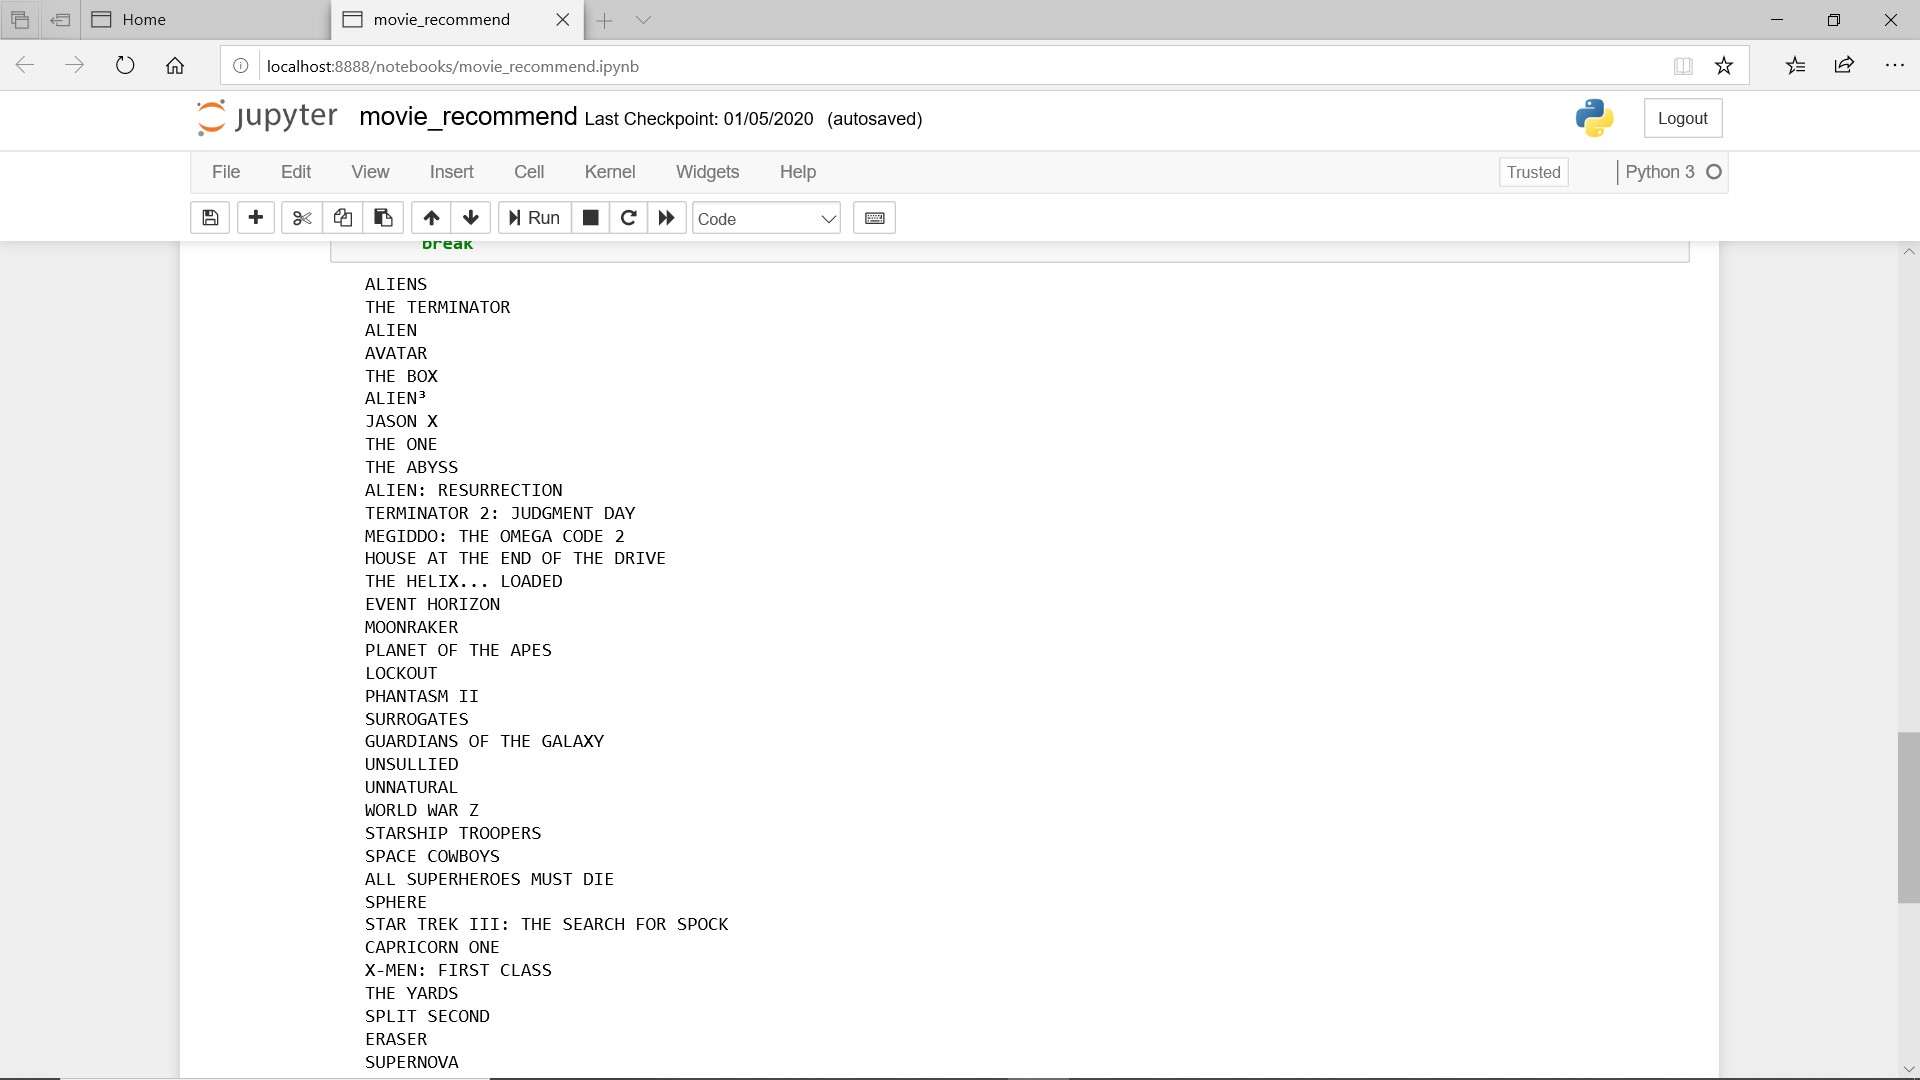 Home
movie_recommend
localhost:8888/notebooks/movie_recommend.ipynb
jupyter movie_recommend Last Checkpoint: 01/05/2020 (autosaved)
Logout
File Edit View Insert Cell Kernel Widgets Help
Trusted
Python 3
Run
Code
break
ALIENS
THE TERMINATOR
ALIEN
AVATAR
THE BOX
ALIEN³
JASON X
THE ONE
THE ABYSS
ALIEN: RESURRECTION
TERMINATOR 2: JUDGMENT DAY
MEGIDDO: THE OMEGA CODE 2
HOUSE AT THE END OF THE DRIVE
THE HELIX... LOADED
EVENT HORIZON
MOONRAKER
PLANET OF THE APES
LOCKOUT
PHANTASM II
SURROGATES
GUARDIANS OF THE GALAXY
UNSULLIED
UNNATURAL
WORLD WAR Z
STARSHIP TROOPERS
SPACE COWBOYS
ALL SUPERHEROES MUST DIE
SPHERE
STAR TREK III: THE SEARCH FOR SPOCK
CAPRICORN ONE
X-MEN: FIRST CLASS
THE YARDS
SPLIT SECOND
ERASER
SUPERNOVA